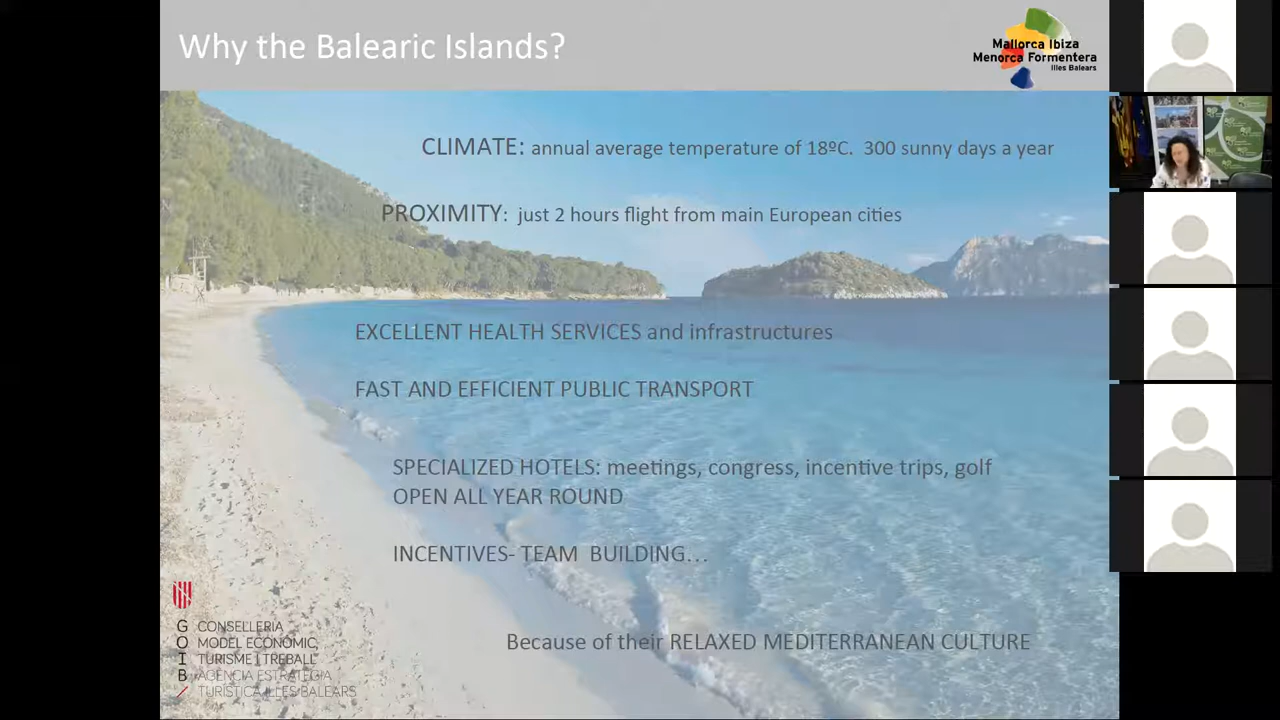 Why the Balearic Islands?
Mallorca Ibiza
Menorca Formentera
Illes Balears
CLIMATE: annual average temperature of 18ºC.  300 sunny days a year
PROXIMITY:  just 2 hours flight from main European cities
EXCELLENT HEALTH SERVICES and infrastructures
FAST AND EFFICIENT PUBLIC TRANSPORT
SPECIALIZED HOTELS: meetings, congress, incentive trips, golf
OPEN ALL YEAR ROUND
INCENTIVES- TEAM  BUILDING…
Because of their RELAXED MEDITERRANEAN CULTURE
G CONSELLERIA
O MODEL ECONÒMIC,
I TURISME I TREBALL
B AGÈNCIA ESTRATÈGIA
/ TURÍSTICA ILLES BALEARS